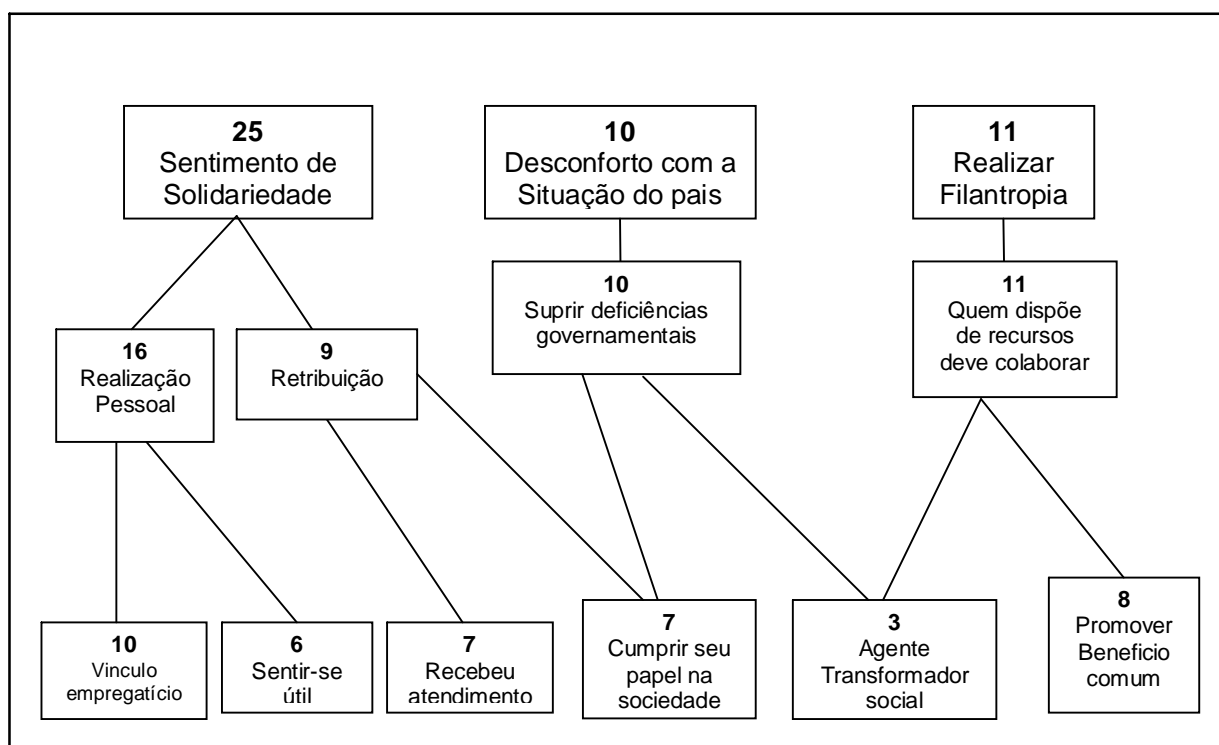 25
Sentimento de
Solidariedade
10
Desconforto com a
Situação do pais
11
Realizar
Filantropia
10
Suprir deficiências
governamentais
11
Quem dispõe
de recursos
deve colaborar
16
Realização
Pessoal
9
Retribuição
10
Vinculo
empregatício
6
Sentir-se
útil
7
Recebeu
atendimento
7
Cumprir seu
papel na
sociedade
3
Agente
Transformador
social
8
Promover
Beneficio
comum